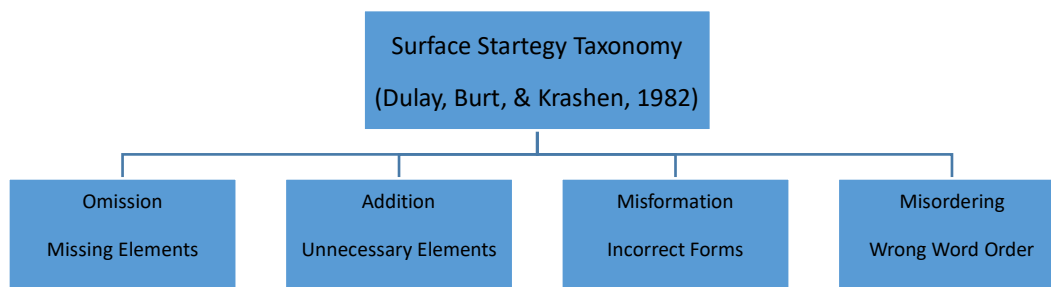 Surface Startegy Taxonomy
(Dulay, Burt, & Krashen, 1982)
Omission
Missing Elements
Addition
Unnecessary Elements
Misformation
Incorrect Forms
Misordering
Wrong Word Order